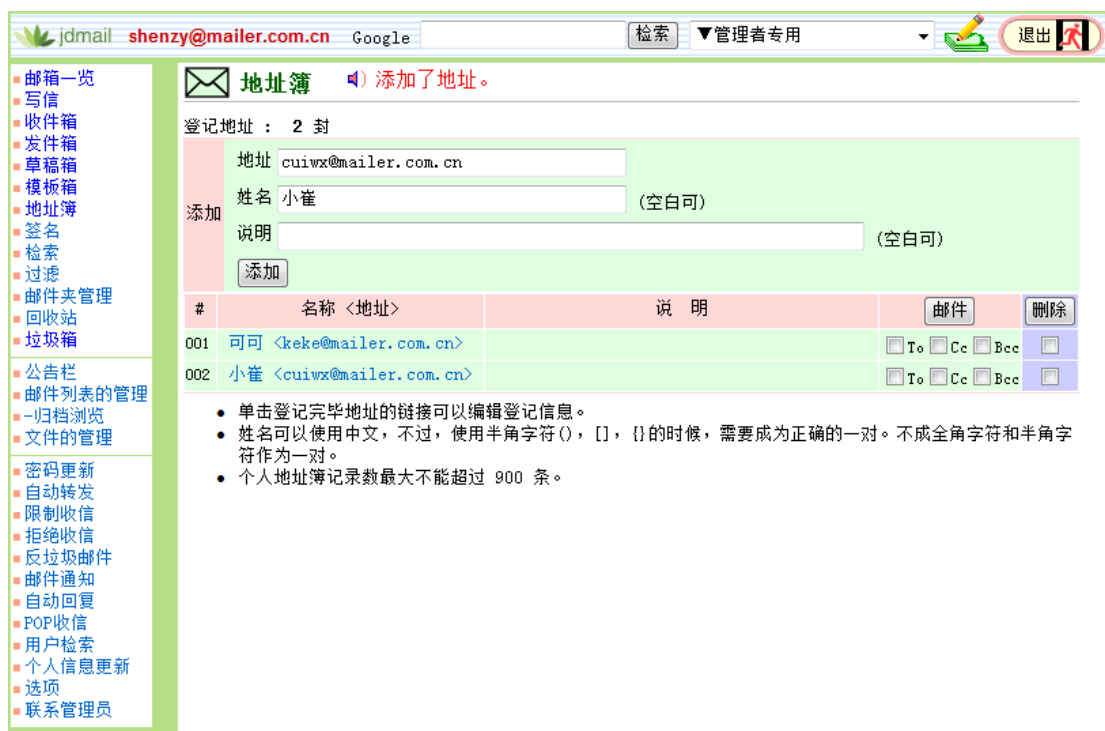 jdmail shenzy@mailer.com.cn Google 检索 ▼管理者专用 退出
邮箱一览
写信
收件箱
发件箱
草稿箱
模板箱
地址簿
签名
检索
过滤
邮件夹管理
回收站
垃圾箱
公告栏
邮件列表的管理
-归档浏览
文件的管理
密码更新
自动转发
限制收信
拒绝收信
反垃圾邮件
邮件通知
自动回复
POP收信
用户检索
个人信息更新
选项
联系管理员
地址簿 添加了地址。
登记地址 : 2 封
添加
地址 cuiwx@mailer.com.cn
姓名 小崔 (空白可)
说明 (空白可)
添加
# 名称 <地址> 说 明 邮件 删除
001 可可 <keke@mailer.com.cn> To Cc Bcc
002 小崔 <cuiwx@mailer.com.cn> To Cc Bcc
● 单击登记完毕地址的链接可以编辑登记信息。
● 姓名可以使用中文，不过，使用半角字符()，[]，{}的时候，需要成为正确的一对。不成全角字符和半角字
符作为一对。
● 个人地址簿记录数最大不能超过 900 条。